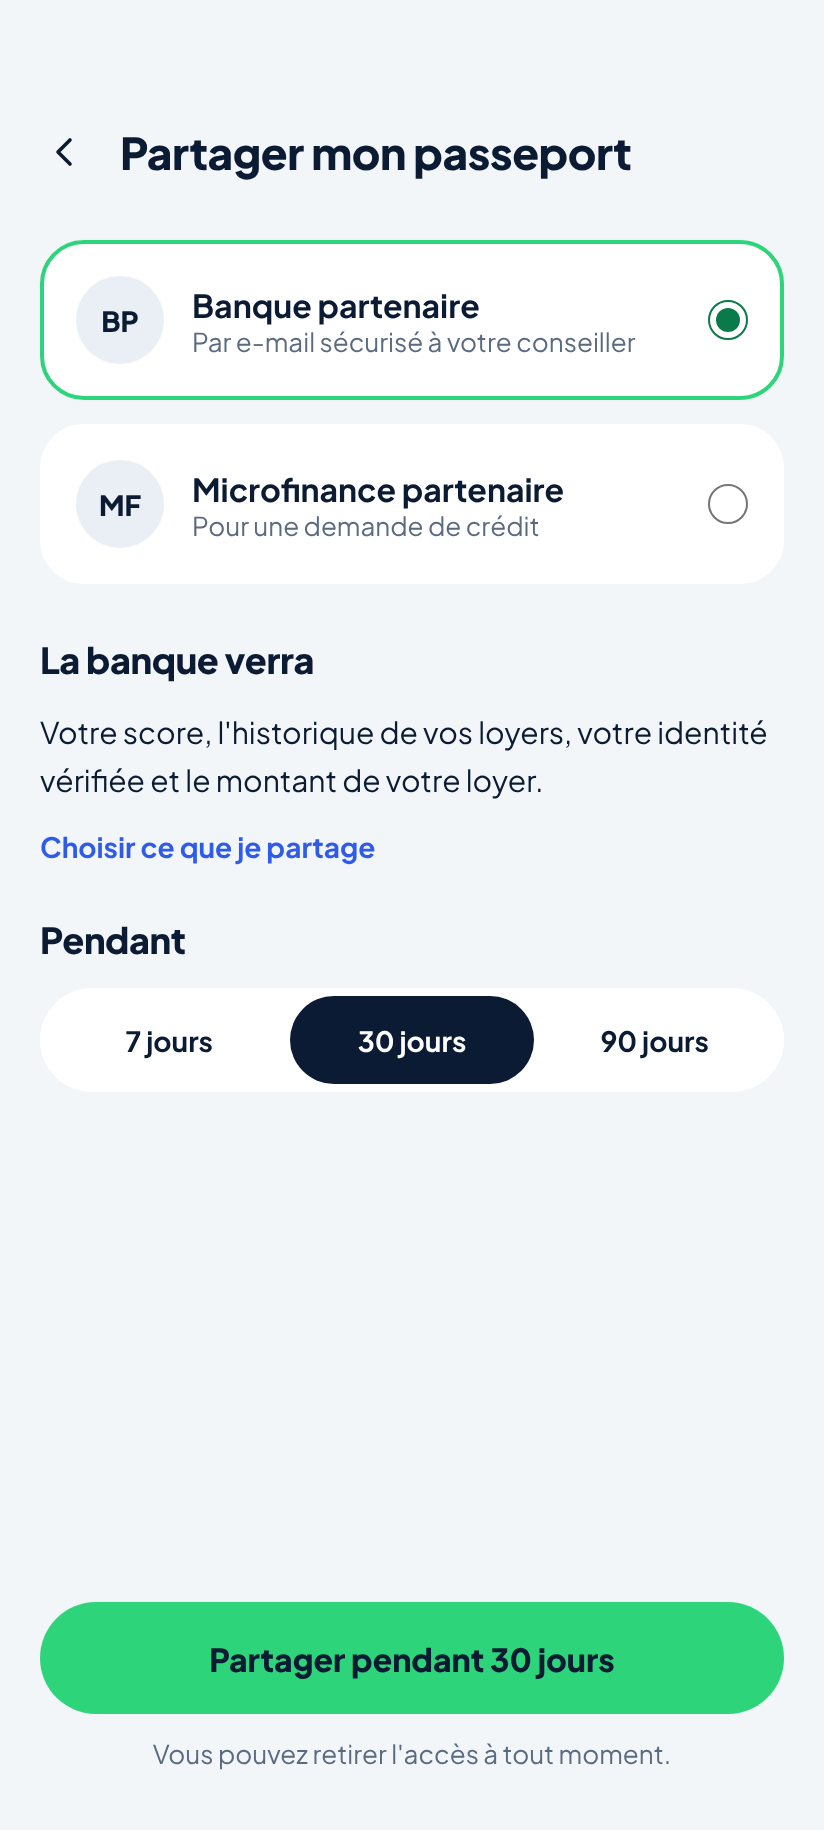 Partager mon passeport
BP
Banque partenaire
Par e-mail sécurisé à votre conseiller
MF
Microfinance partenaire
Pour une demande de crédit
La banque verra
Votre score, l'historique de vos loyers, votre identité
vérifiée et le montant de votre loyer.
Choisir ce que je partage
Pendant
7 jours
30 jours
90 jours
Partager pendant 30 jours
Vous pouvez retirer l'accès à tout moment.